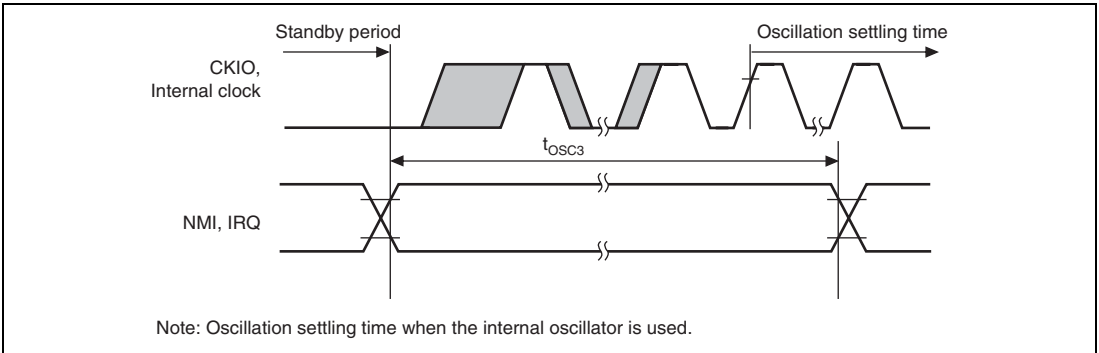 Standby period
Oscillation settling time
CKIO,
Internal clock
tOSC3
NMI, IRQ
Note: Oscillation settling time when the internal oscillator is used.